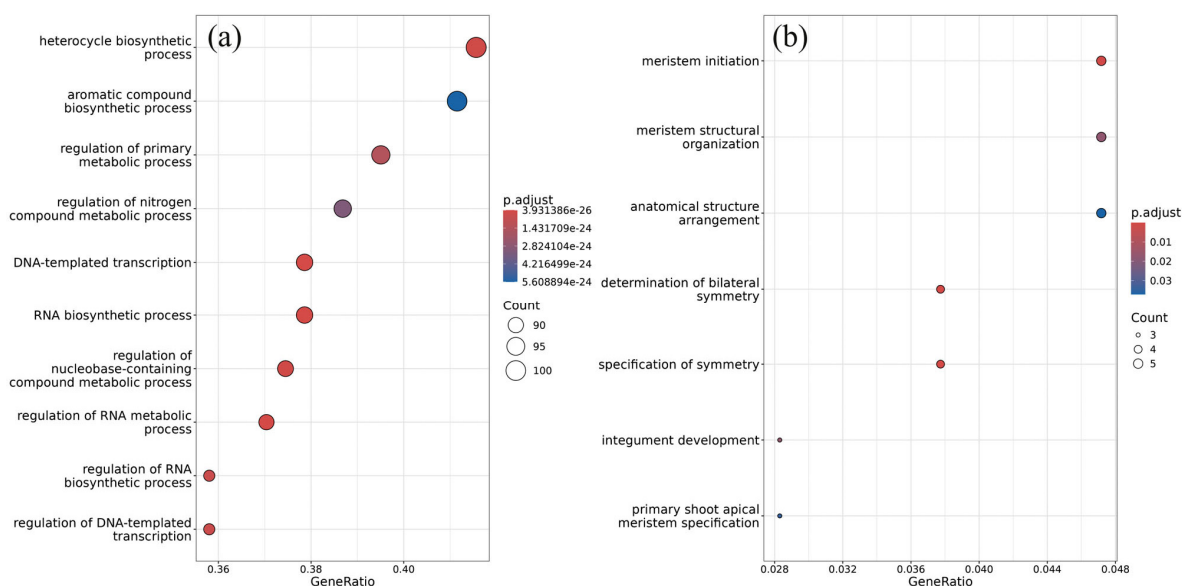 (a)
heterocycle biosynthetic
process
aromatic compound
biosynthetic process
regulation of primary
metabolic process
regulation of nitrogen
compound metabolic process
DNA-templated transcription
RNA biosynthetic process
regulation of
nucleobase-containing
compound metabolic process
regulation of RNA metabolic
process
regulation of RNA
biosynthetic process
regulation of DNA-templated
transcription
0.36
0.38
0.40
GeneRatio
p.adjust
3.931386e-26
1.431709e-24
2.824104e-24
4.216499e-24
5.608894e-24
Count
90
95
100
(b)
meristem initiation
meristem structural
organization
anatomical structure
arrangement
determination of bilateral
symmetry
specification of symmetry
integument development
primary shoot apical
meristem specification
0.028
0.032
0.036
0.040
0.044
0.048
GeneRatio
p.adjust
0.01
0.02
0.03
Count
3
4
5